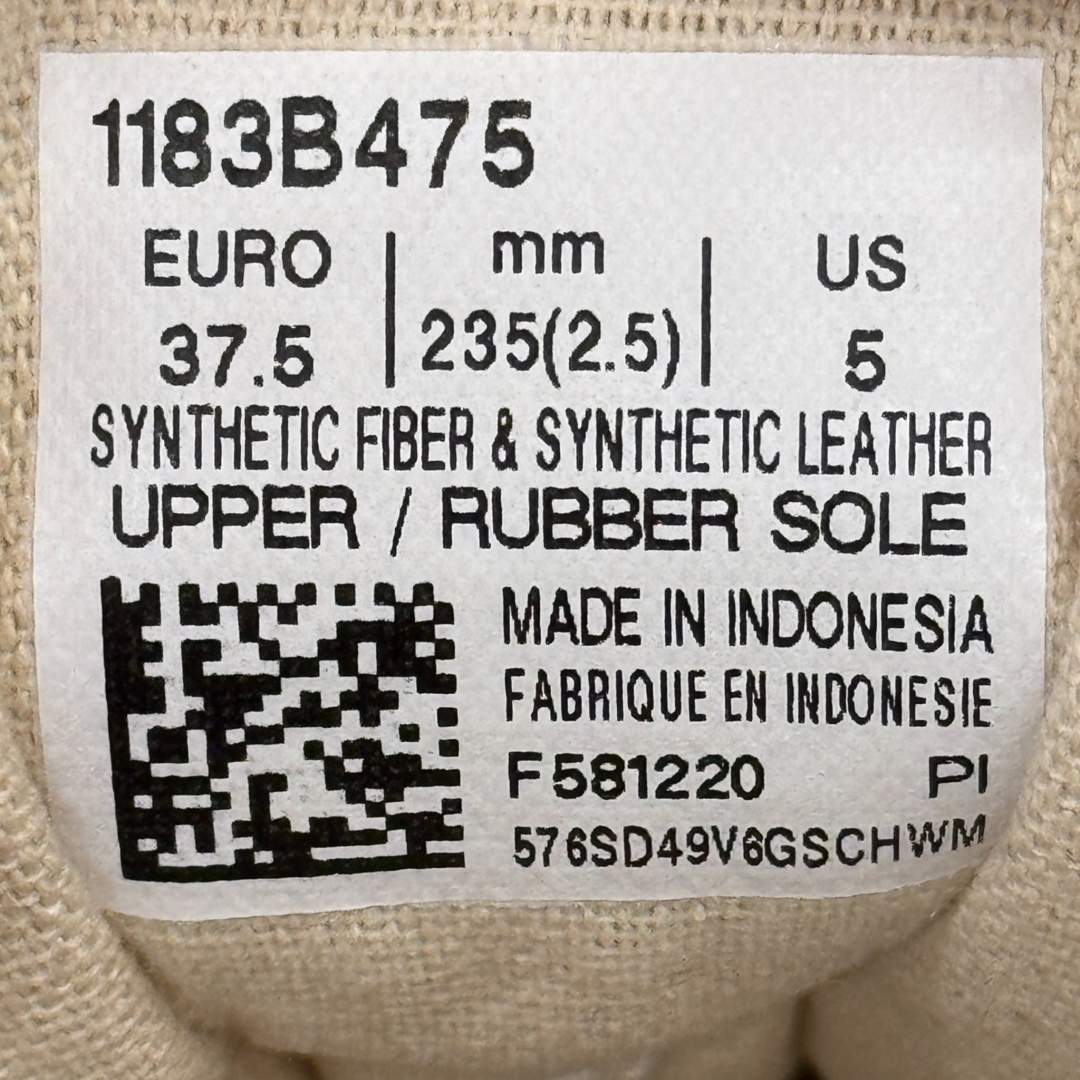 1183B475
EURO | mm | US
37.5 | 235(2.5) | 5
SYNTHETIC FIBER & SYNTHETIC LEATHER
UPPER / RUBBER SOLE
MADE IN INDONESIA
FABRIQUE EN INDONESIE
F581220 PI
576SD49V6GSCHWM